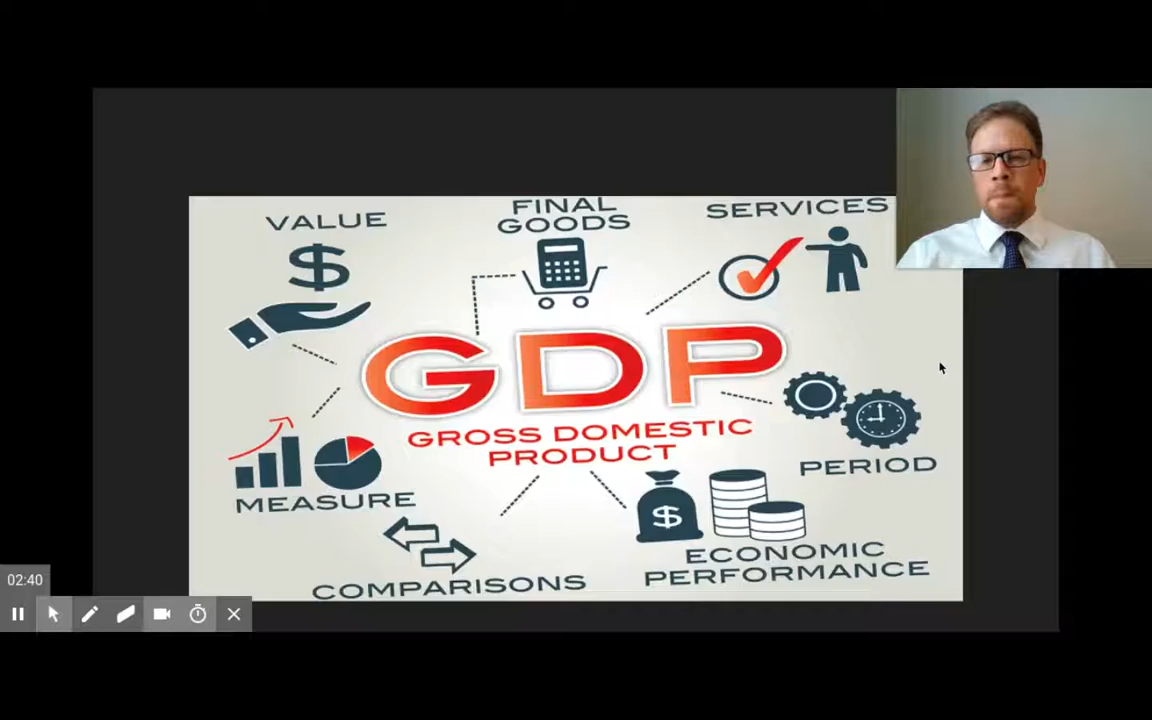 VALUE
FINAL
GOODS
SERVICES
$
GDP
GROSS DOMESTIC
PRODUCT
MEASURE
PERIOD
$
COMPARISONS
ECONOMIC
PERFORMANCE
02:40